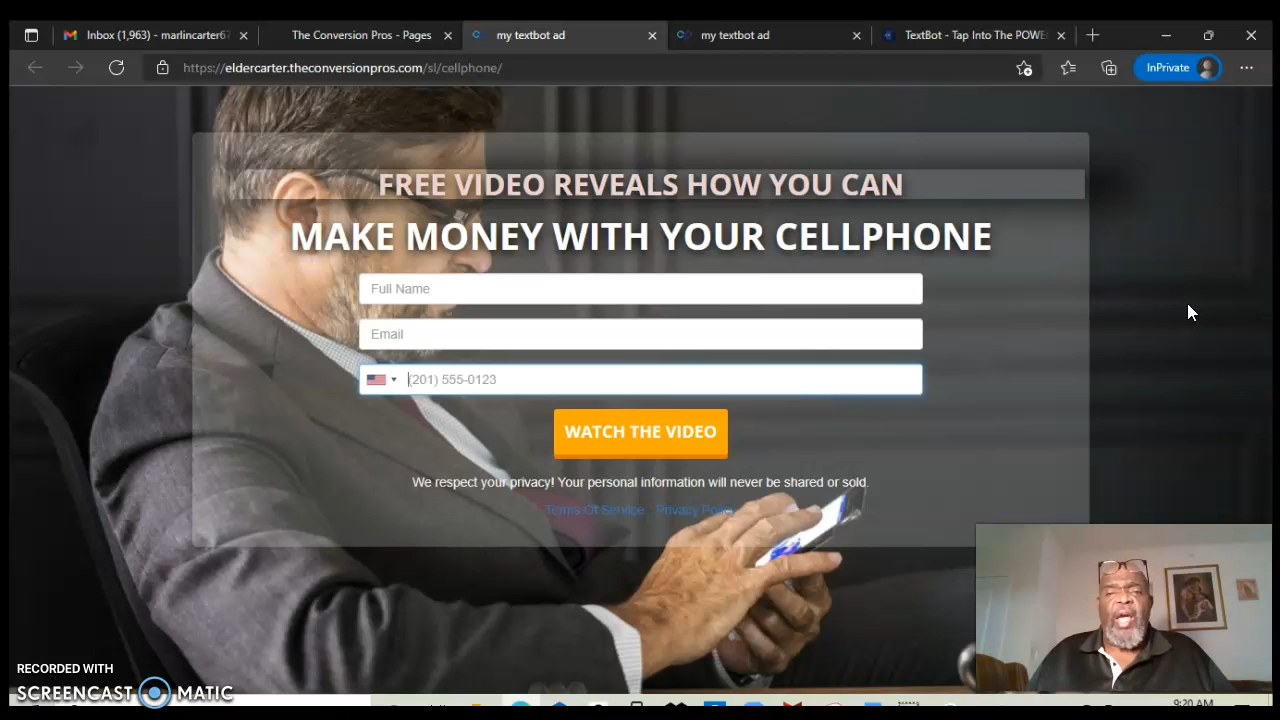 Inbox (1,963) - marlincarter67
The Conversion Pros - Pages
my textbot ad
my textbot ad
TextBot - Tap Into The POWE
https://eldercarter.theconversionpros.com/sl/cellphone/
InPrivate
FREE VIDEO REVEALS HOW YOU CAN
MAKE MONEY WITH YOUR CELLPHONE
Full Name
Email
(201) 555-0123
WATCH THE VIDEO
We respect your privacy! Your personal information will never be shared or sold.
Terms Of Service Privacy Policy
RECORDED WITH
SCREENCAST MATIC
9:20 AM